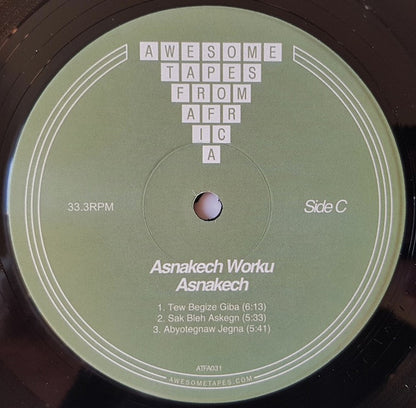 AWESOME
TAPES
FROM
AFR
IC
A
33.3RPM
Side C
Asnakech Worku
Asnakech
1. Tew Begize Giba (6:13)
2. Sak Bleh Askegn (5:33)
3. Abyotegnaw Jegna (5:41)
ATFA031
AWESOMETAPES.COM